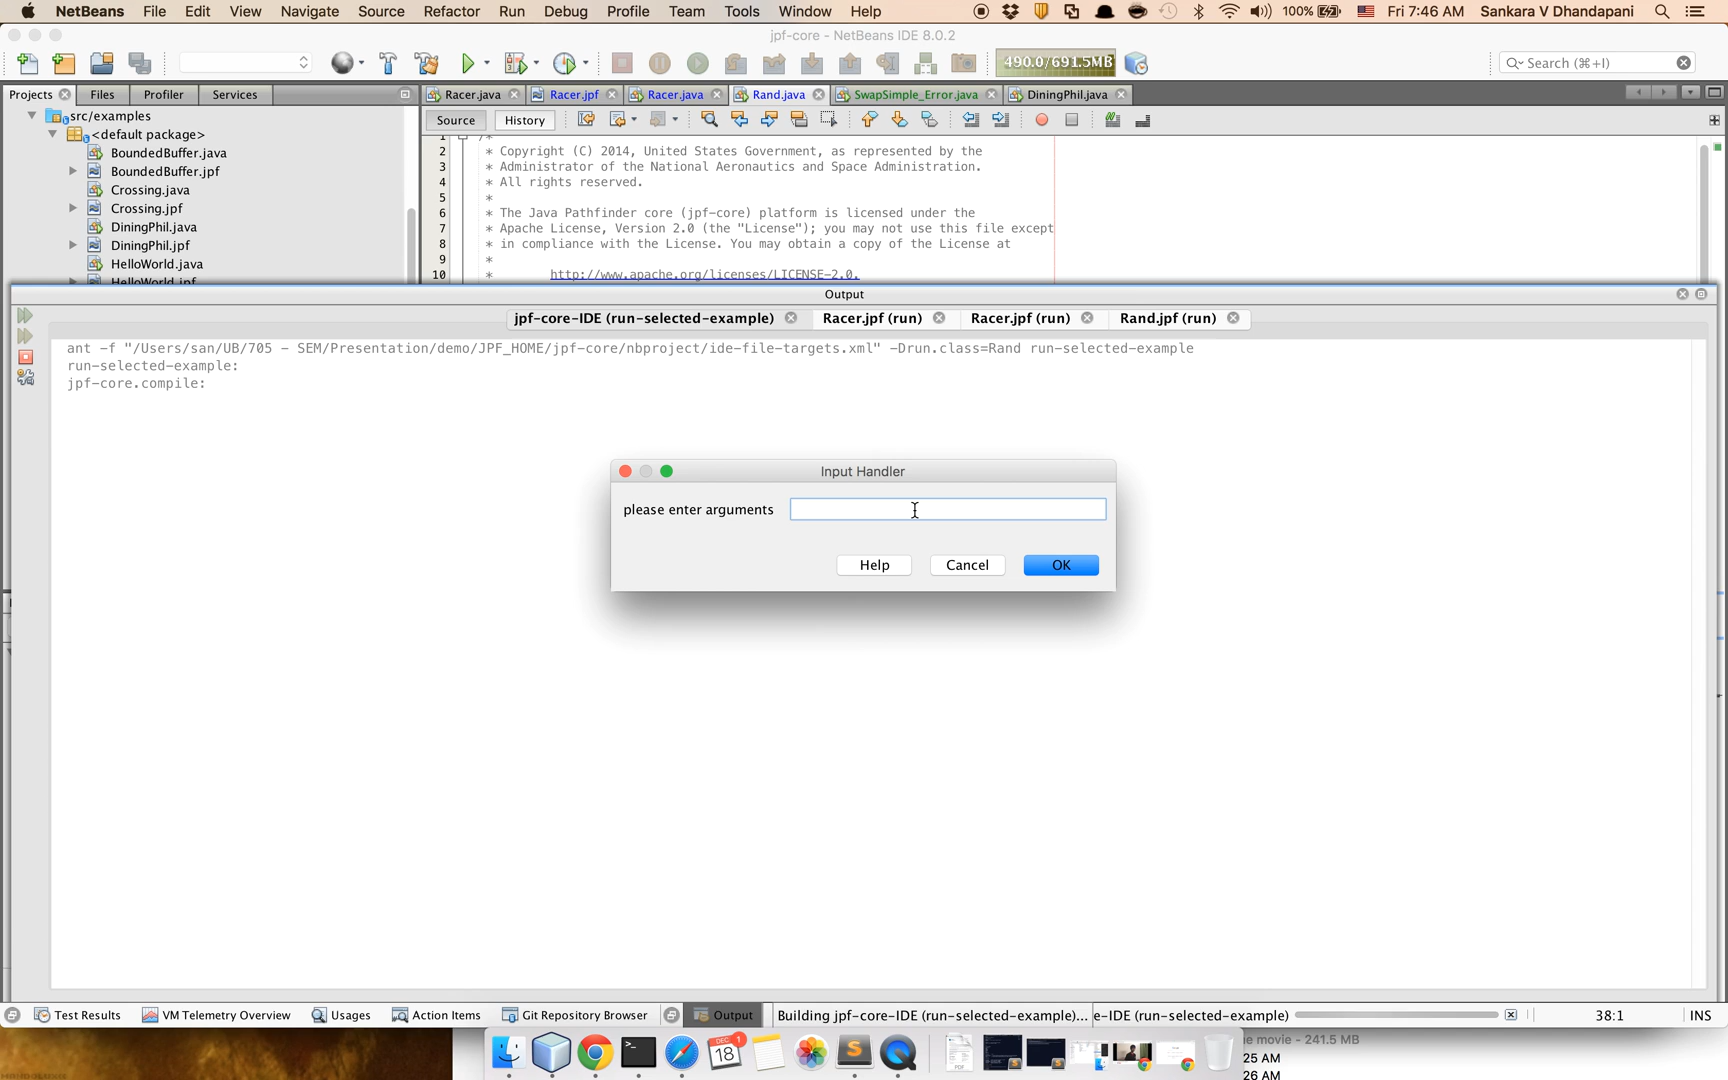 NetBeans File Edit View Navigate Source Refactor Run Debug Profile Team Tools Window Help 100% Fri 7:46 AM Sankara V Dhandapani
jpf-core - NetBeans IDE 8.0.2
490.0/691.5MB Search (⌘+I)
Projects Files Profiler Services Racer.java Racer.jpf Racer.java Rand.java SwapSimple_Error.java DiningPhil.java
Source History
src/examples
<default package>
BoundedBuffer.java
BoundedBuffer.jpf
Crossing.java
Crossing.jpf
DiningPhil.java
DiningPhil.jpf
HelloWorld.java
HelloWorld.jpf
1 /*
2 * Copyright (C) 2014, United States Government, as represented by the
3 * Administrator of the National Aeronautics and Space Administration.
4 * All rights reserved.
5 *
6 * The Java Pathfinder core (jpf-core) platform is licensed under the
7 * Apache License, Version 2.0 (the "License"); you may not use this file except
8 * in compliance with the License. You may obtain a copy of the License at
9 *
10 * http://www.apache.org/licenses/LICENSE-2.0.
Output
jpf-core-IDE (run-selected-example) Racer.jpf (run) Racer.jpf (run) Rand.jpf (run)
ant -f "/Users/san/UB/705 - SEM/Presentation/demo/JPF_HOME/jpf-core/nbproject/ide-file-targets.xml" -Drun.class=Rand run-selected-example
run-selected-example:
jpf-core.compile:
Input Handler
please enter arguments
Help Cancel OK
Test Results VM Telemetry Overview Usages Action Items Git Repository Browser Output Building jpf-core-IDE (run-selected-example)... e-IDE (run-selected-example) 38:1 INS
DEC 18 1
PDF
e movie - 241.5 MB
25 AM
26 AM